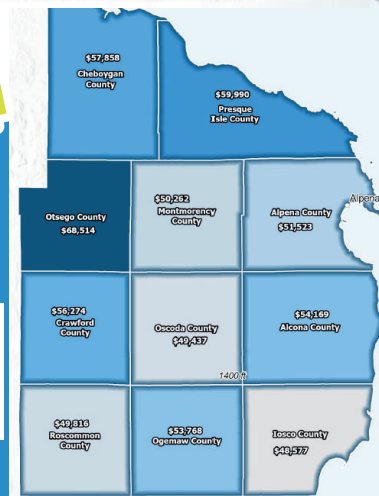 $57,858
Cheboygan
County
$59,990
Presque
Isle County
Otsego County
$68,514
$50,262
Montmorency
County
Alpena County
$51,523
Alpena
$56,274
Crawford
County
Oscoda County
$49,437
$54,169
Alcona County
1400 ft
$49,816
Roscommon
County
$53,768
Ogemaw County
Iosco County
$48,577